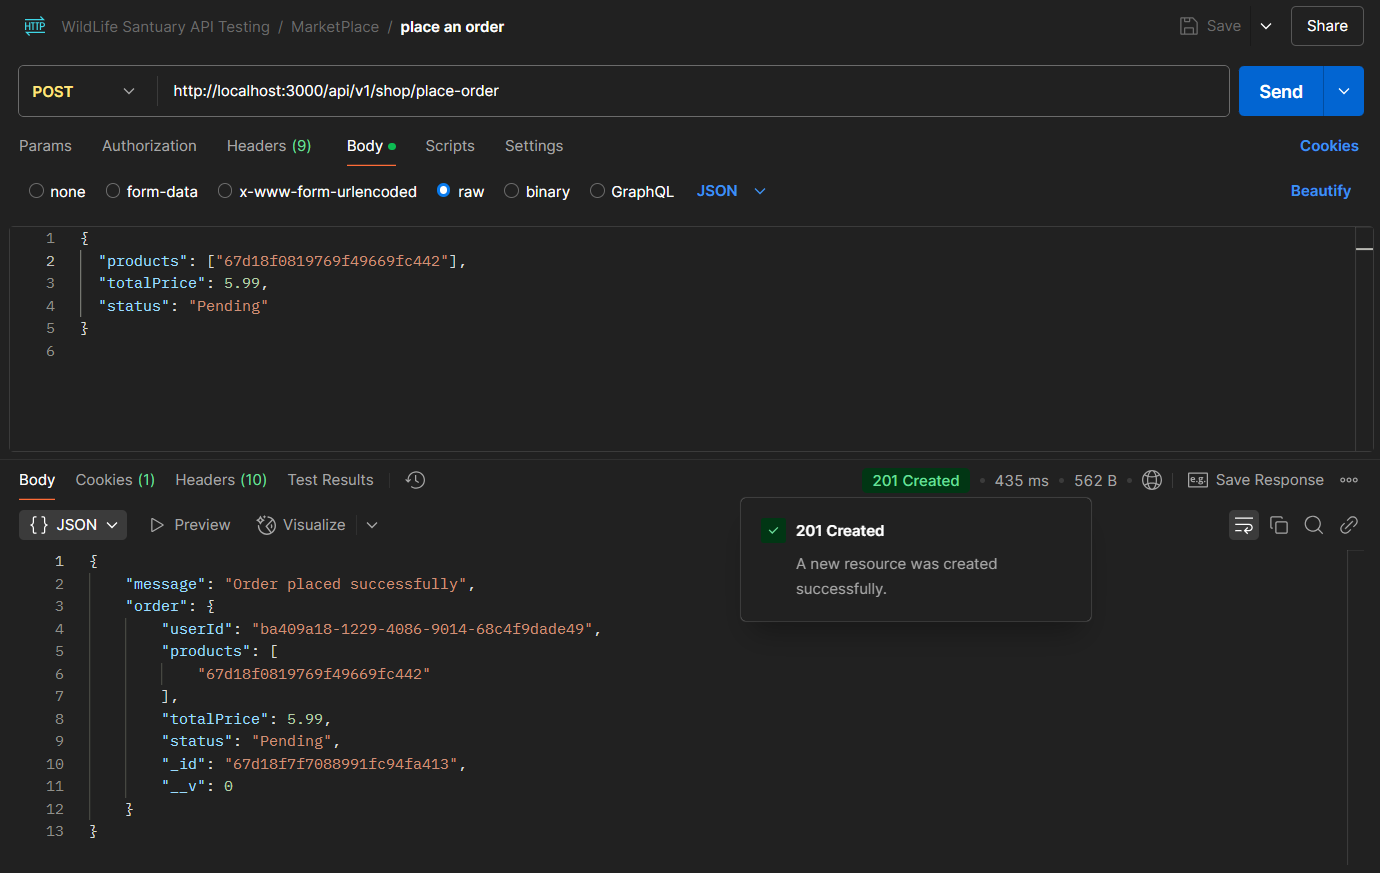 HTTP WildLife Santuary API Testing / MarketPlace / place an order Save Share
POST http://localhost:3000/api/v1/shop/place-order Send
Params Authorization Headers (9) Body Scripts Settings Cookies
none form-data x-www-form-urlencoded raw binary GraphQL JSON Beautify
1 {
2 "products": ["67d18f0819769f49669fc442"],
3 "totalPrice": 5.99,
4 "status": "Pending"
5 }
6
Body Cookies (1) Headers (10) Test Results 201 Created 435 ms 562 B e.g. Save Response
{} JSON Preview Visualize
201 Created
A new resource was created
successfully.
1 {
2 "message": "Order placed successfully",
3 "order": {
4 "userId": "ba409a18-1229-4086-9014-68c4f9dade49",
5 "products": [
6 "67d18f0819769f49669fc442"
7 ],
8 "totalPrice": 5.99,
9 "status": "Pending",
10 "_id": "67d18f7f7088991fc94fa413",
11 "__v": 0
12 }
13 }